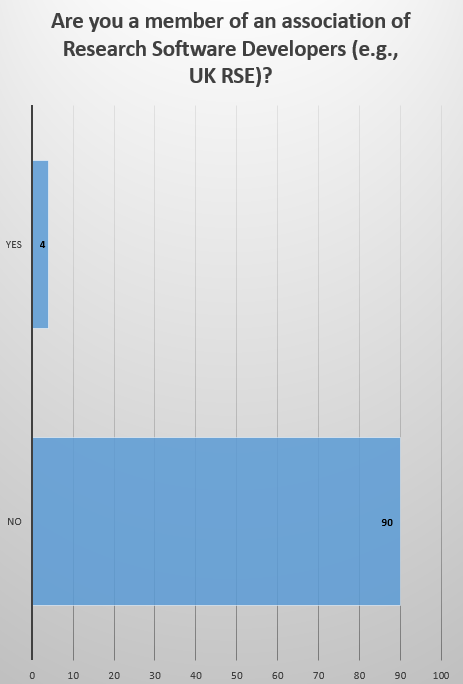 Are you a member of an association of
Research Software Developers (e.g.,
UK RSE)?
YES
4
NO
90
0 10 20 30 40 50 60 70 80 90 100